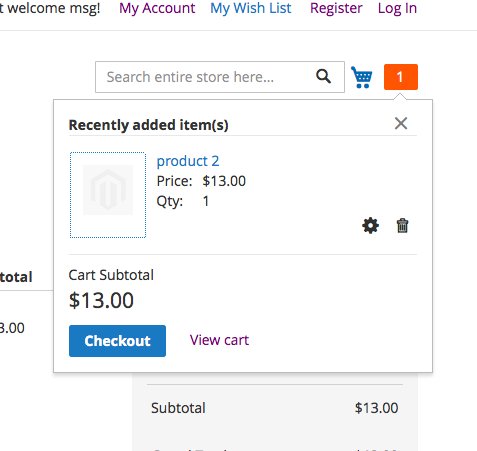 t welcome msg! My Account My Wish List Register Log In
Search entire store here...
1
Recently added item(s)
product 2
Price: $13.00
Qty: 1
Cart Subtotal
$13.00
Checkout View cart
total
3.00
Subtotal $13.00